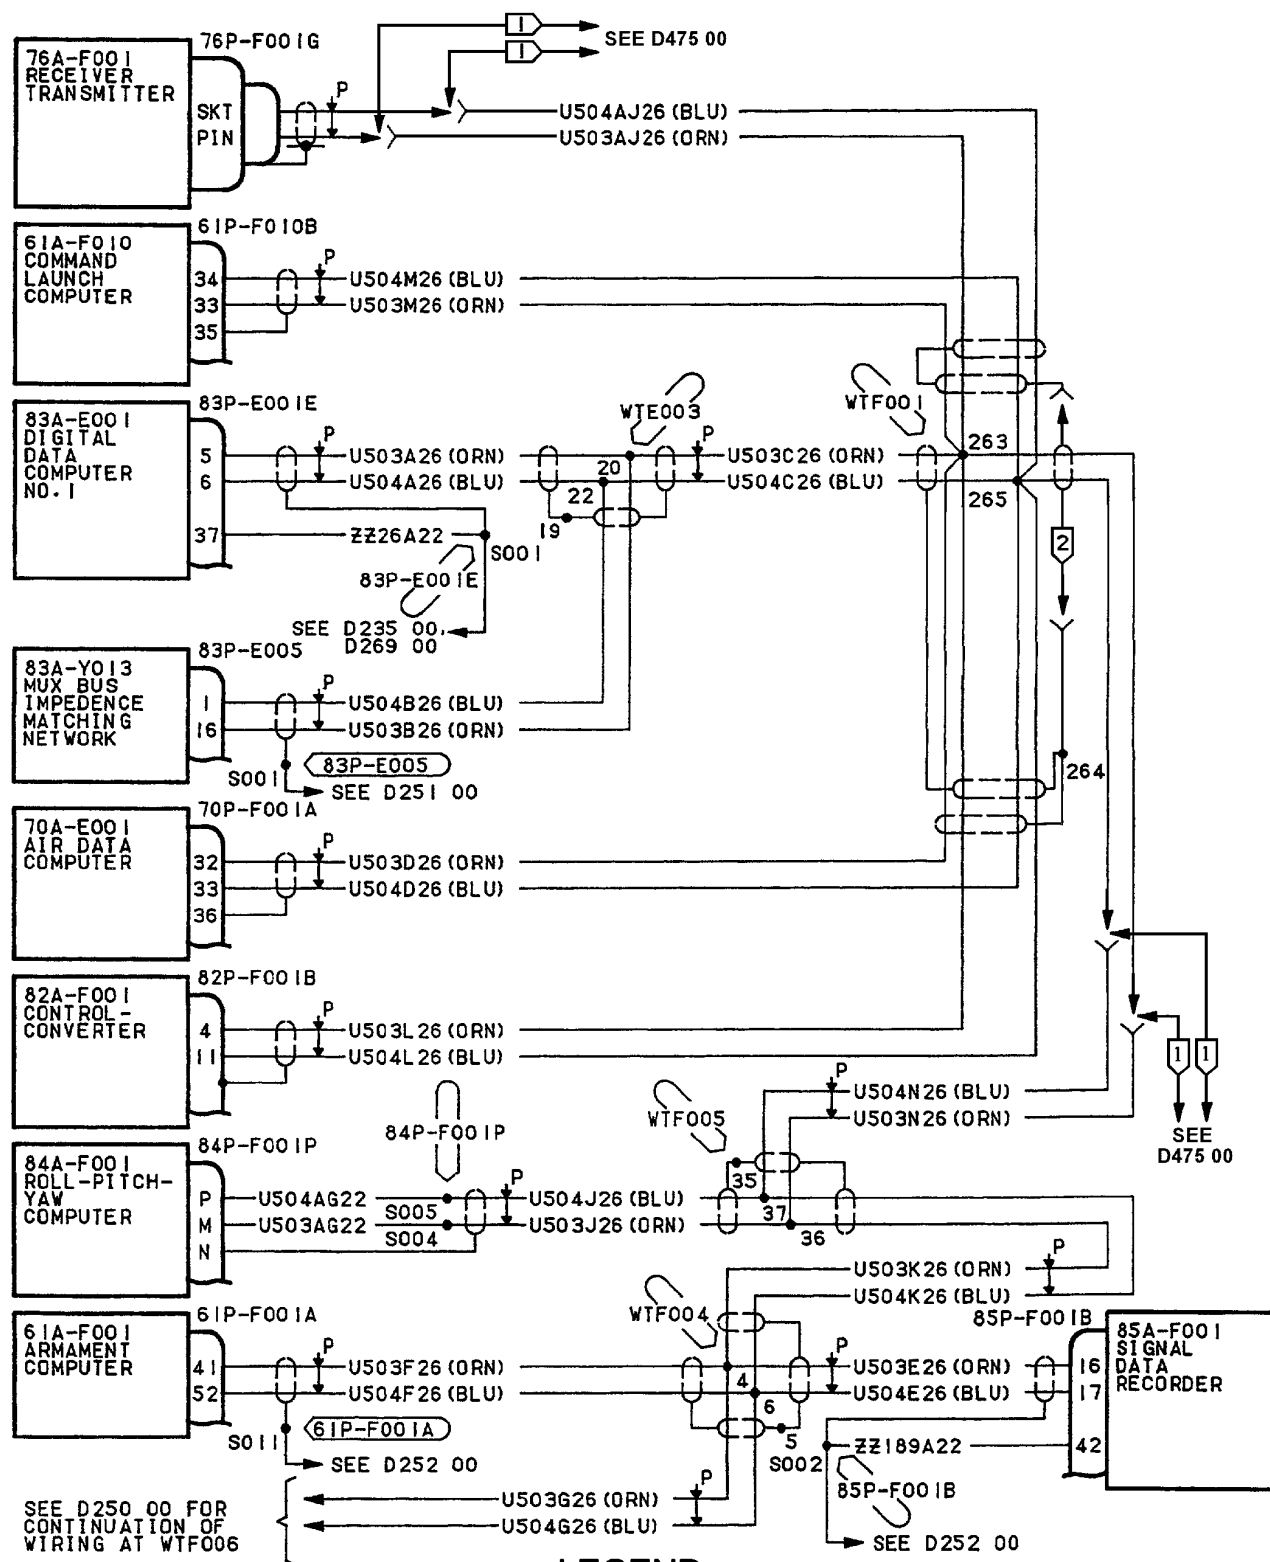 76P-F001G
76A-F001
RECEIVER
TRANSMITTER
SKT
PIN
P
1
1
SEE D475 00
U504AJ26 (BLU)
U503AJ26 (ORN)
61P-F010B
61A-F010
COMMAND
LAUNCH
COMPUTER
34
33
35
P
U504M26 (BLU)
U503M26 (ORN)
83P-E001E
83A-E001
DIGITAL
DATA
COMPUTER
NO. 1
5
6
37
P
U503A26 (ORN)
U504A26 (BLU)
ZZ26A22
S001
83P-E001E
SEE D235 00,
D269 00
WTE003
20
22
19
P
U503C26 (ORN)
U504C26 (BLU)
WTF001
263
265
2
264
83P-E005
83A-Y013
MUX BUS
IMPEDENCE
MATCHING
NETWORK
1
16
P
U504B26 (BLU)
U503B26 (ORN)
S001
83P-E005
SEE D251 00
70P-F001A
70A-E001
AIR DATA
COMPUTER
32
33
36
P
U503D26 (ORN)
U504D26 (BLU)
82P-F001B
82A-F001
CONTROL-
CONVERTER
4
11
P
U503L26 (ORN)
U504L26 (BLU)
1
1
SEE
D475 00
P
U504N26 (BLU)
U503N26 (ORN)
84P-F001P
84A-F001
ROLL-PITCH-
YAW
COMPUTER
P
M
N
U504AG22
U503AG22
84P-F001P
S005
S004
P
U504J26 (BLU)
U503J26 (ORN)
WTF005
35
37
36
P
U503K26 (ORN)
U504K26 (BLU)
61P-F001A
61A-F001
ARMAMENT
COMPUTER
41
52
P
U503F26 (ORN)
U504F26 (BLU)
S011
61P-F001A
SEE D252 00
WTF004
4
6
5
P
U503E26 (ORN)
U504E26 (BLU)
85P-F001B
85A-F001
SIGNAL
DATA
RECORDER
16
17
42
S002
ZZ189A22
85P-F001B
SEE D252 00
SEE D250 00 FOR
CONTINUATION OF
WIRING AT WTF006
P
U503G26 (ORN)
U504G26 (BLU)
LEGEND